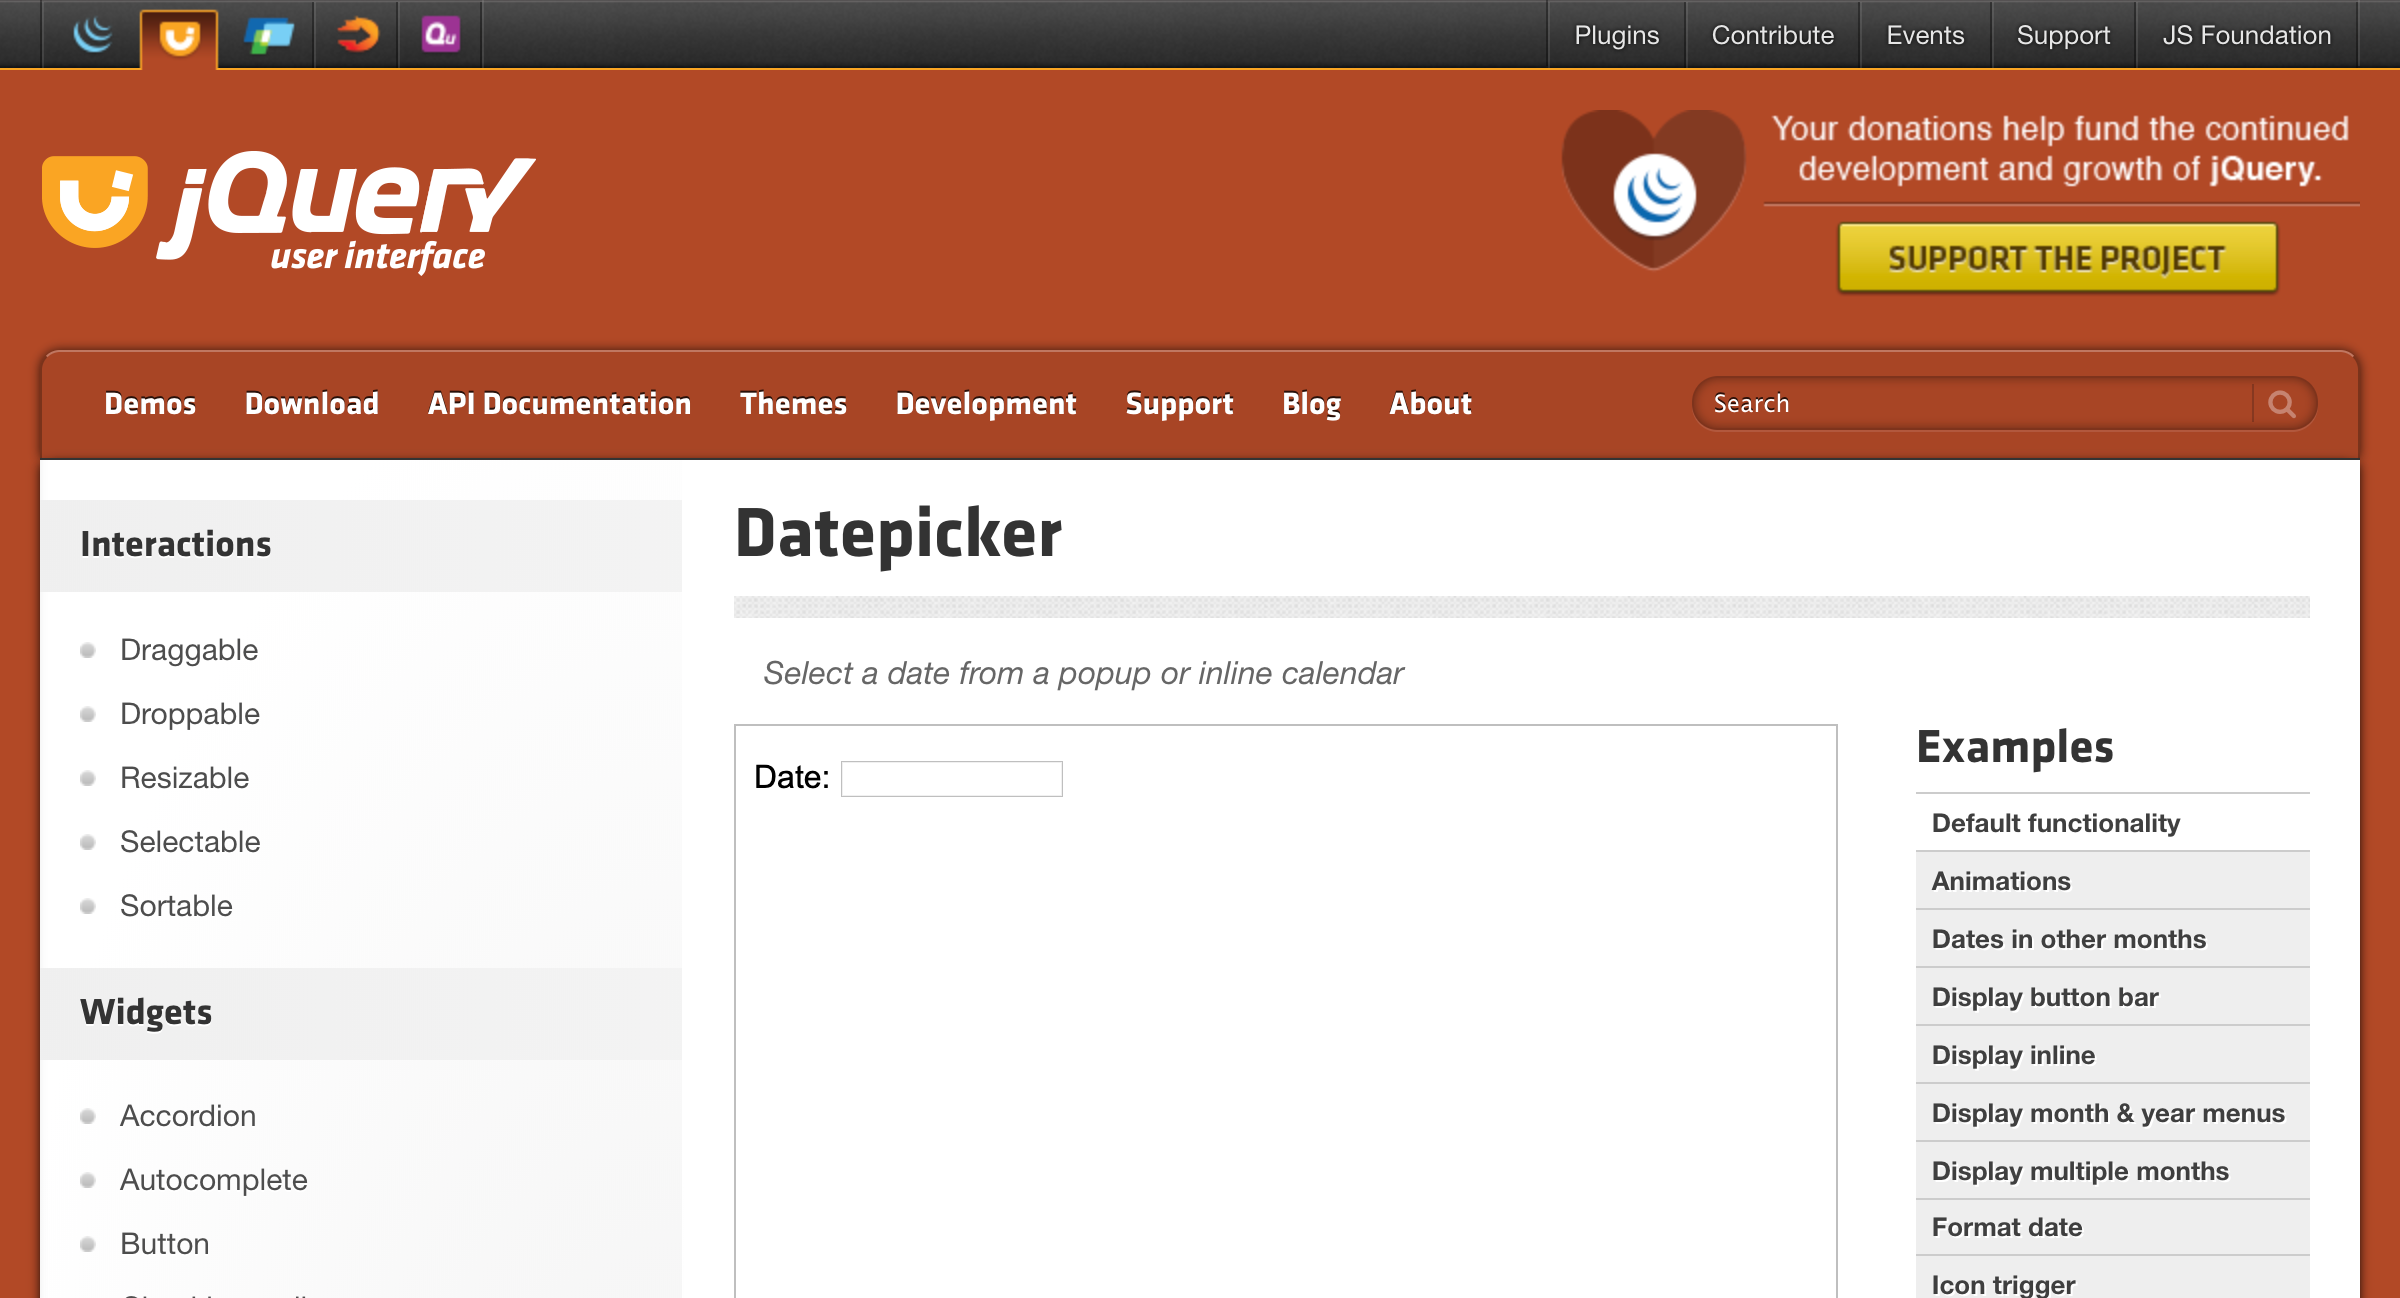 Qu
Plugins
Contribute
Events
Support
JS Foundation
jQuery
user interface
Your donations help fund the continued
development and growth of jQuery.
SUPPORT THE PROJECT
Demos
Download
API Documentation
Themes
Development
Support
Blog
About
Search
Interactions
Draggable
Droppable
Resizable
Selectable
Sortable
Widgets
Accordion
Autocomplete
Button
Datepicker
Select a date from a popup or inline calendar
Date:
Examples
Default functionality
Animations
Dates in other months
Display button bar
Display inline
Display month & year menus
Display multiple months
Format date
Icon trigger